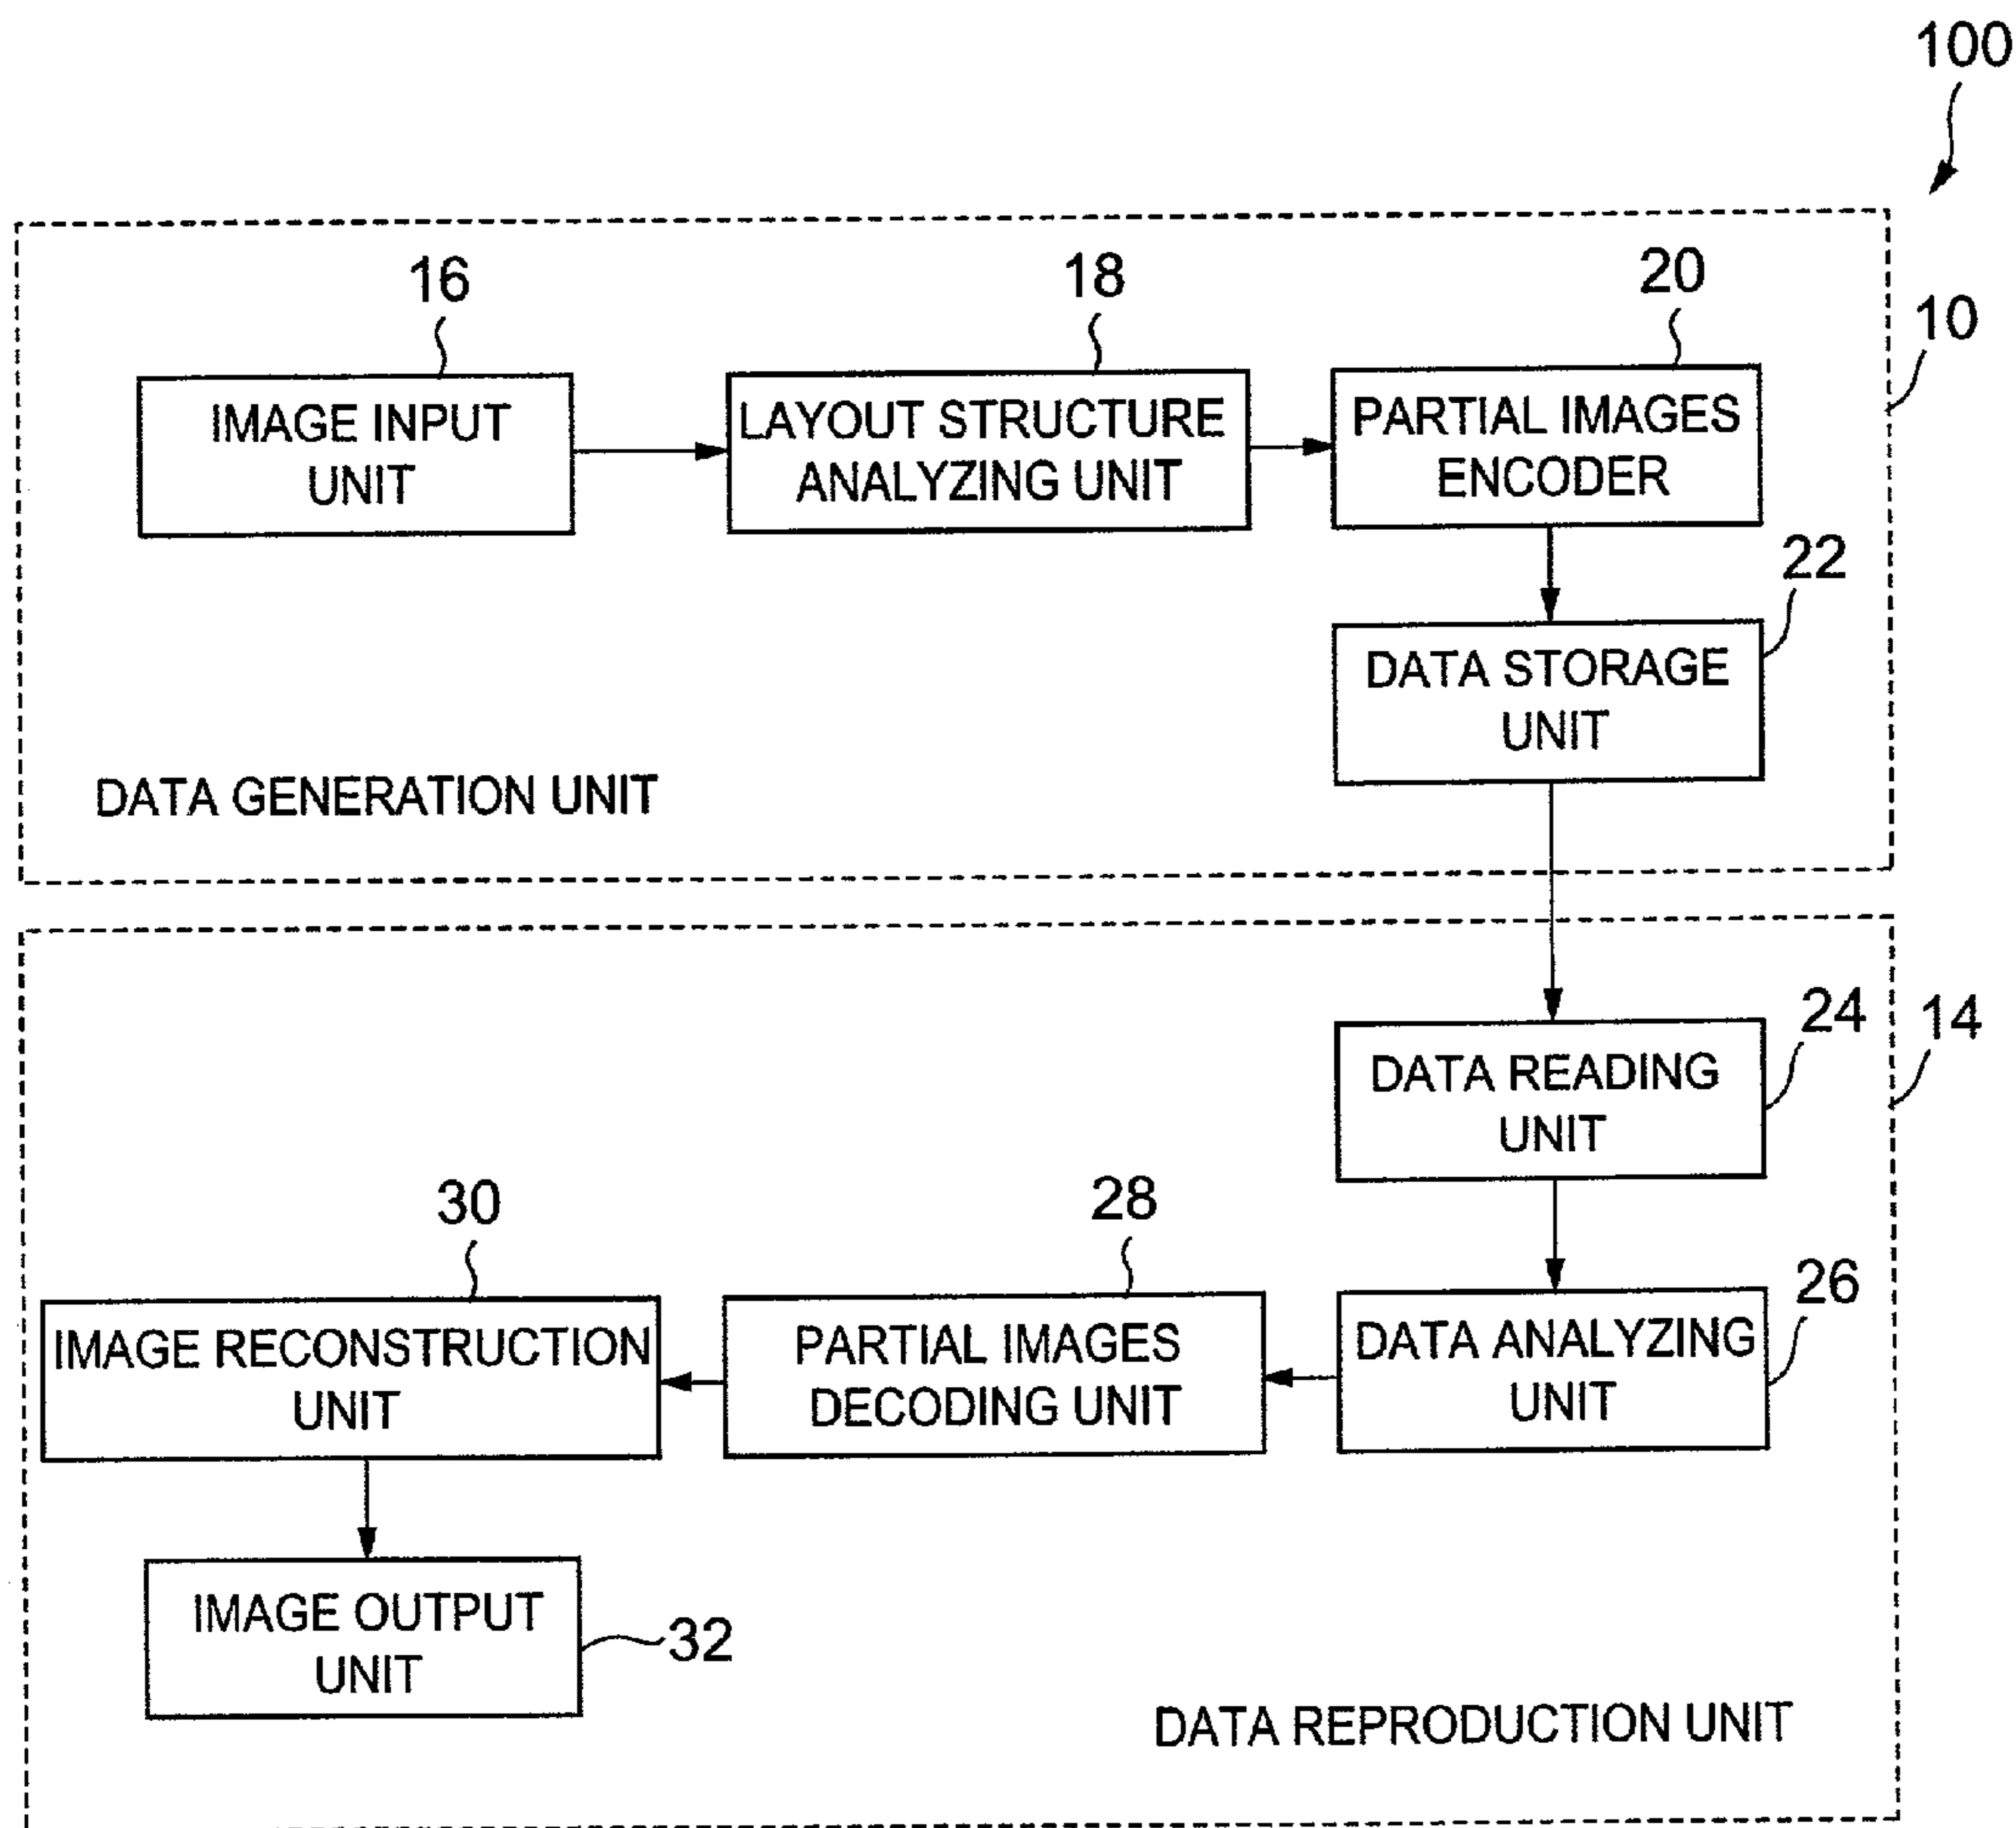 100
10
16
18
20
IMAGE INPUT
UNIT
LAYOUT STRUCTURE
ANALYZING UNIT
PARTIAL IMAGES
ENCODER
22
DATA STORAGE
UNIT
DATA GENERATION UNIT
24
14
DATA READING
UNIT
30
28
26
IMAGE RECONSTRUCTION
UNIT
PARTIAL IMAGES
DECODING UNIT
DATA ANALYZING
UNIT
IMAGE OUTPUT
UNIT
32
DATA REPRODUCTION UNIT